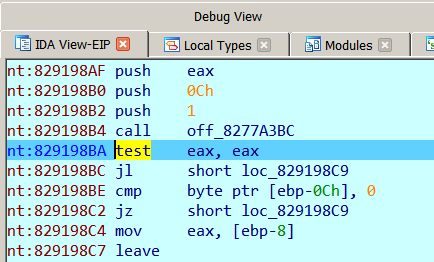 Debug View
IDA View-EIP Local Types Modules
nt:829198AF push eax
nt:829198B0 push 0Ch
nt:829198B2 push 1
nt:829198B4 call off_8277A3BC
nt:829198BA test eax, eax
nt:829198BC jl short loc_829198C9
nt:829198BE cmp byte ptr [ebp-0Ch], 0
nt:829198C2 jz short loc_829198C9
nt:829198C4 mov eax, [ebp-8]
nt:829198C7 leave